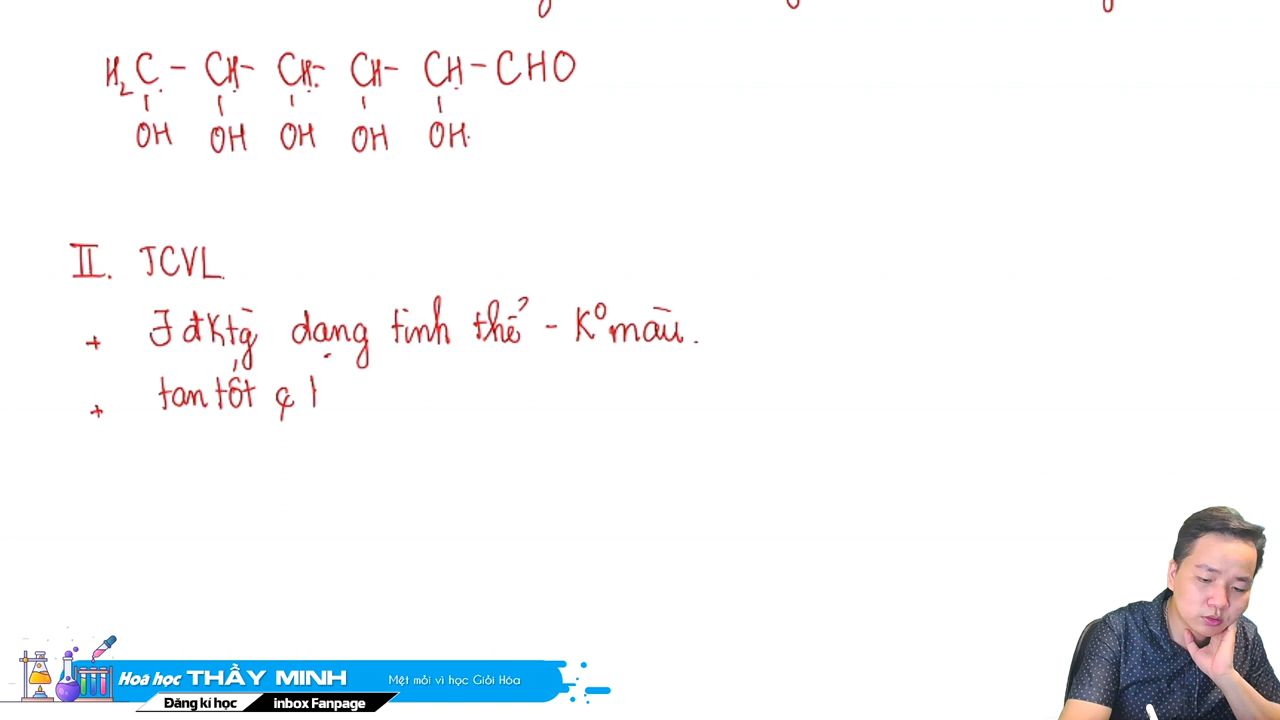 H₂C - CH - CH - CH - CH - CHO
OH OH OH OH OH
II. TCVL
+ Ở đktg dạng tinh thể - K⁰ màu.
+ tan tốt
Hoá học THẦY MINH
Mệt mỏi vì học Giỏi Hóa
Đăng kí học inbox Fanpage